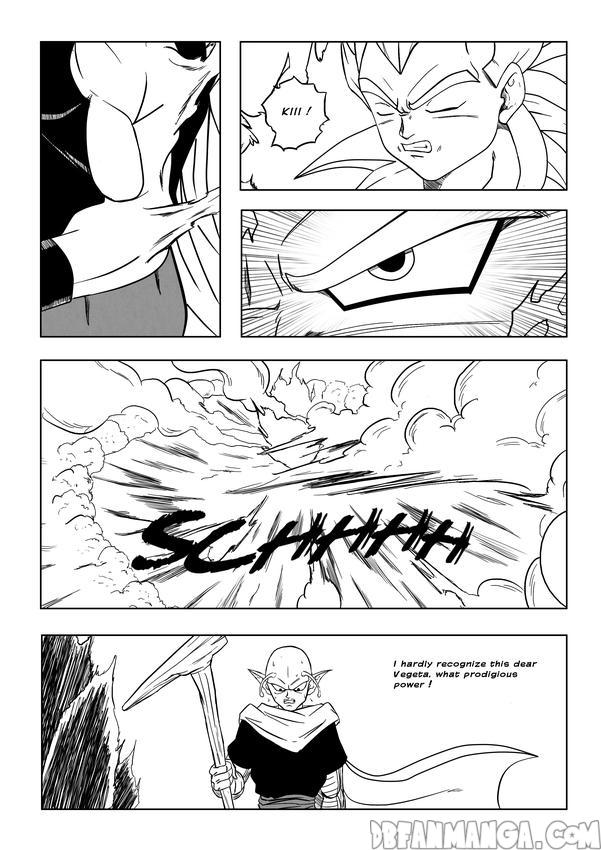 KIII !
SCHHHHH
I hardly recognize this dear
Vegeta, what prodigious
power !
DBFANMANGA.COM